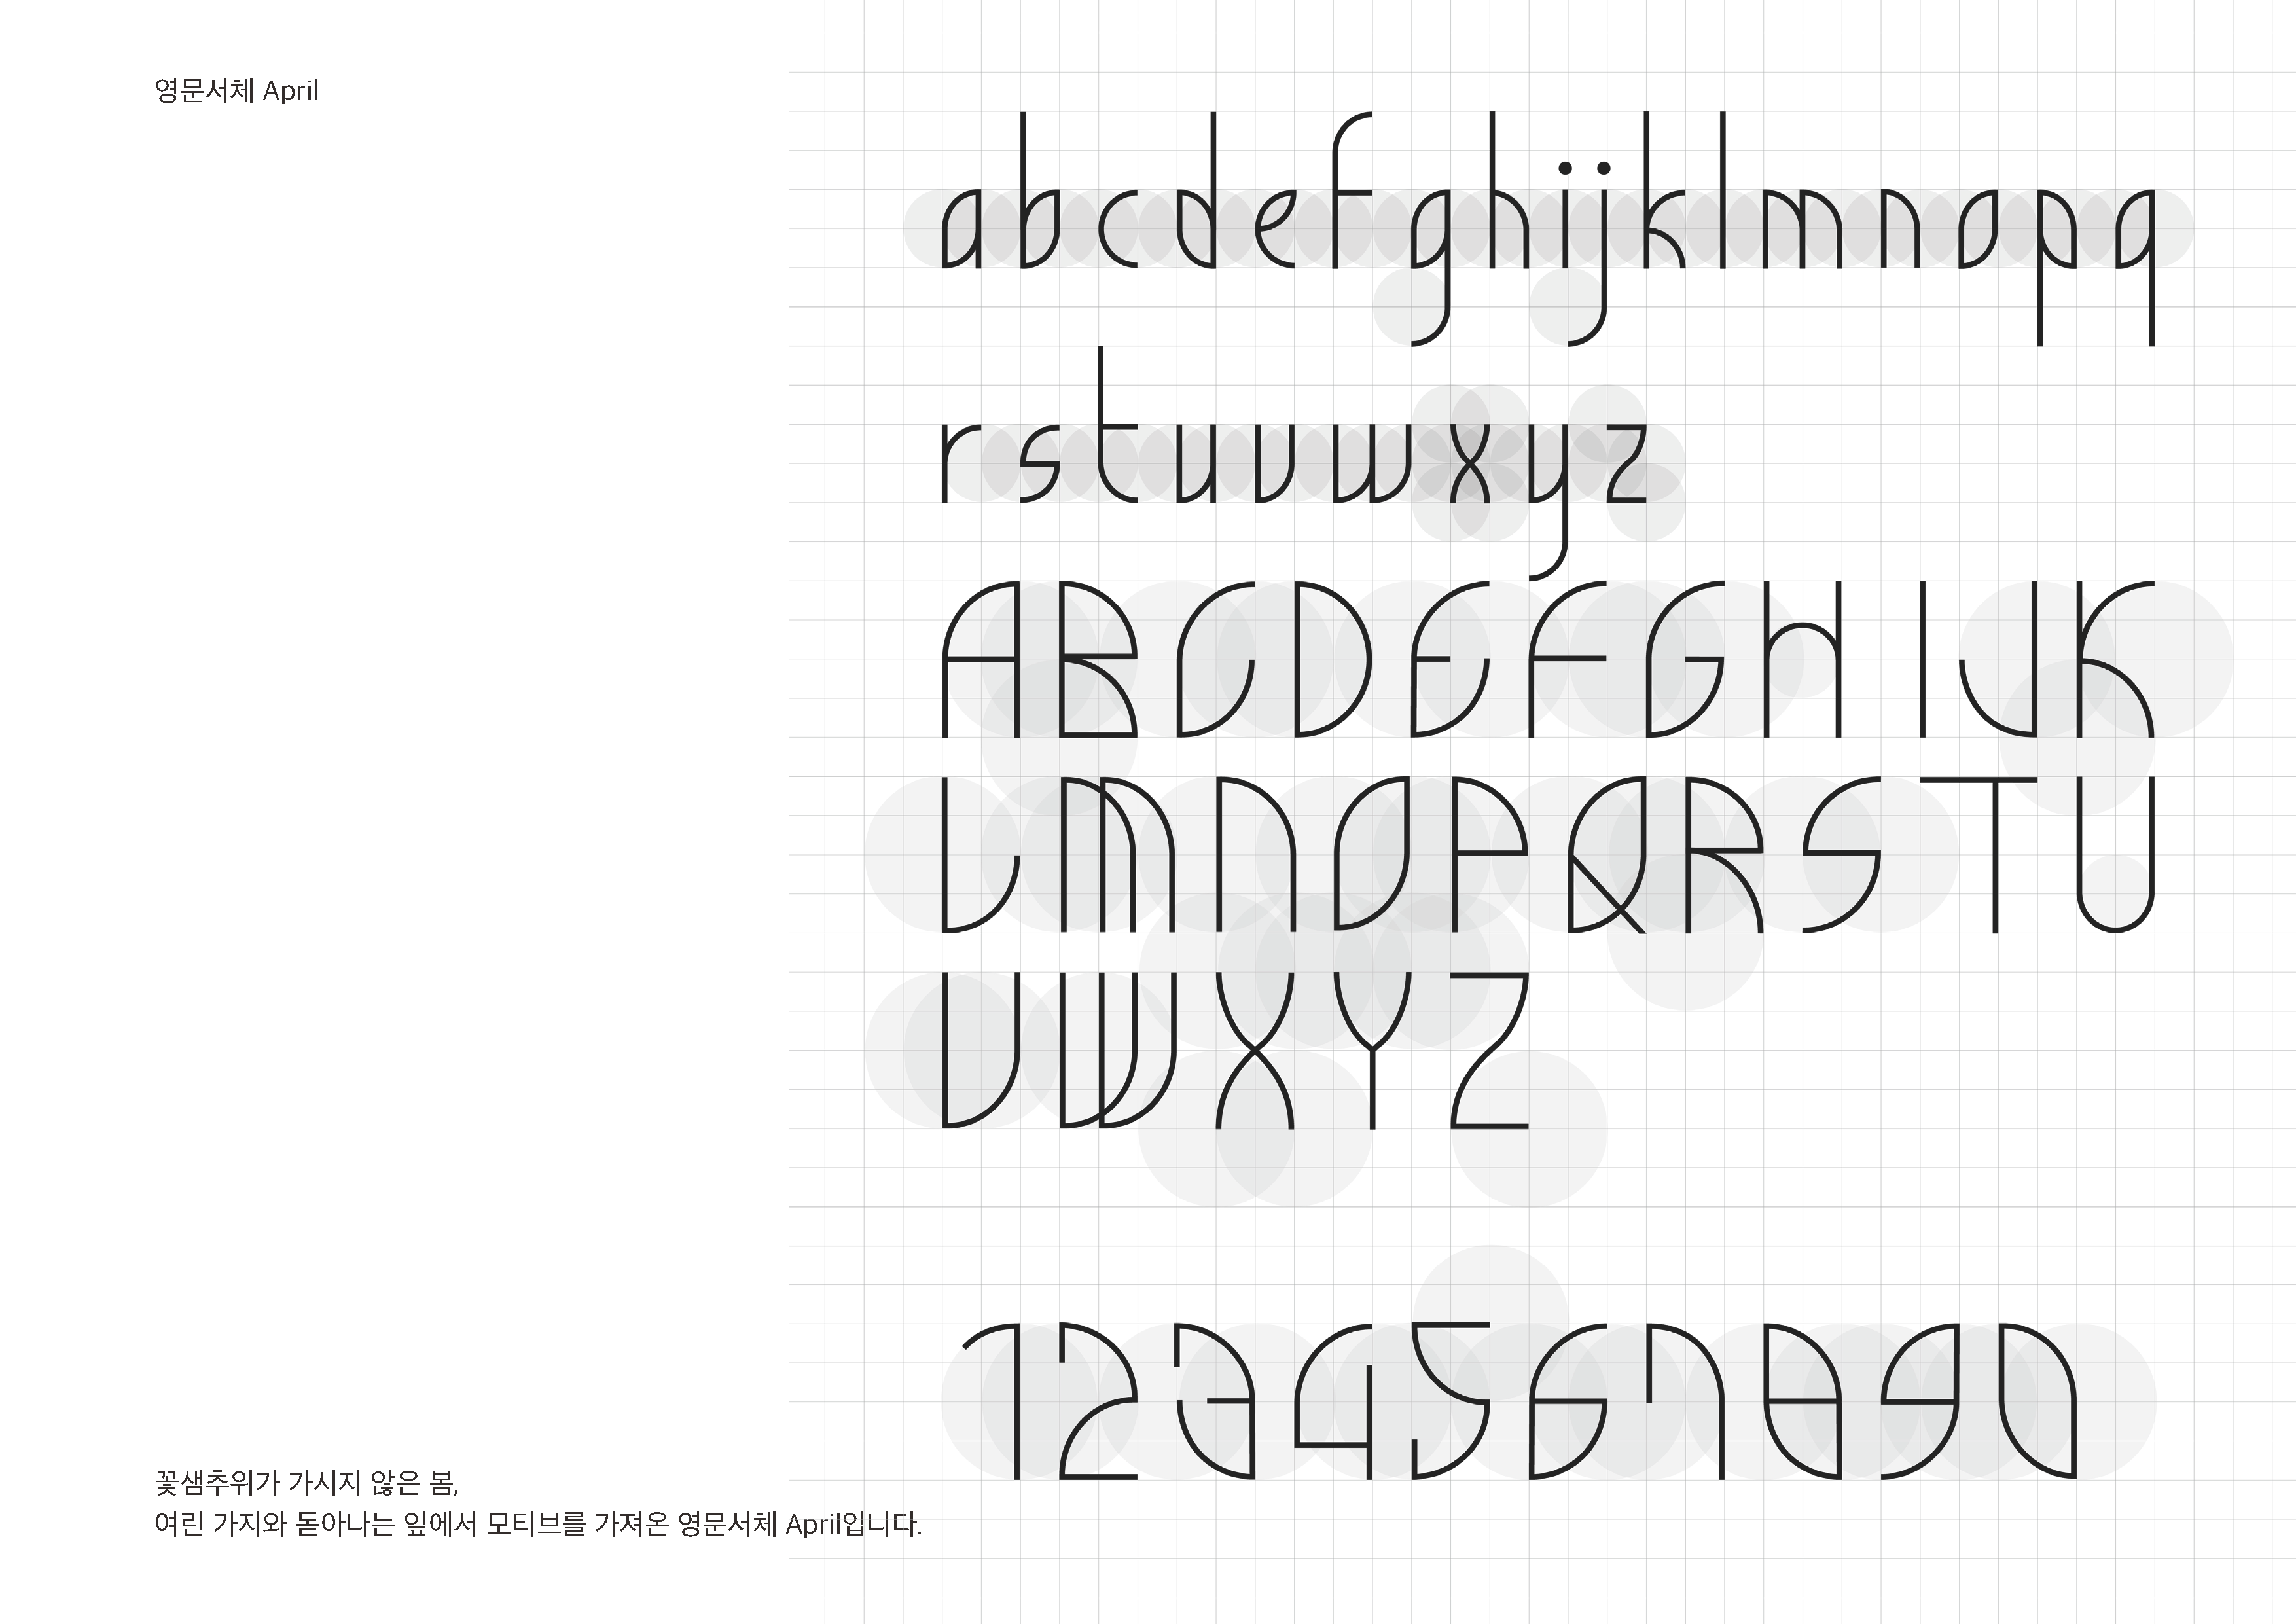 영문서체 April
abcdefghijklmnopq
rstuvwxyz
ABCDEFGHIJK
LMNOPQRSTU
VWXYZ
1234567890
꽃샘추위가 가시지 않은 봄,
여린 가지와 돋아나는 잎에서 모티브를 가져온 영문서체 April입니다.